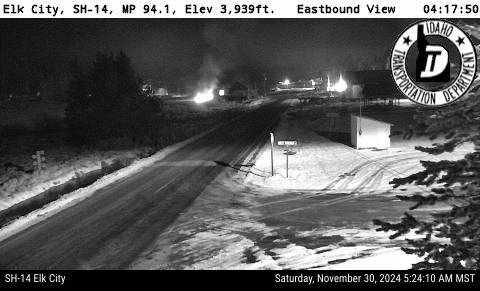 Elk City, SH-14, MP 94.1, Elev 3,939ft. Eastbound View 04:17:50
IDAHO
TRANSPORTATION DEPARTMENT
SH-14 Elk City Saturday, November 30, 2024 5:24:10 AM MST